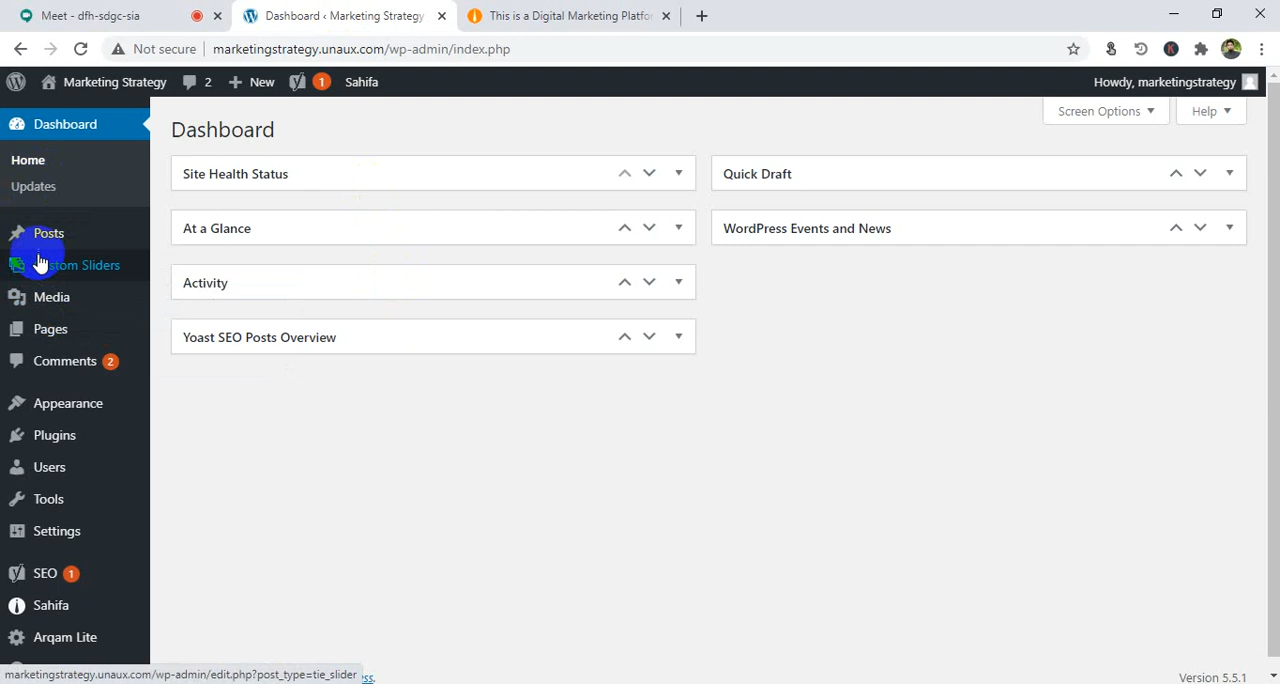 Meet - dfh-sdgc-sia
Dashboard ‹ Marketing Strategy
This is a Digital Marketing Platfo
Not secure
marketingstrategy.unaux.com/wp-admin/index.php
Marketing Strategy
2
New
1
Sahifa
Howdy, marketingstrategy
Screen Options
Help
Dashboard
Dashboard
Home
Updates
Posts
stom Sliders
Media
Pages
Comments 2
Appearance
Plugins
Users
Tools
Settings
SEO 1
Sahifa
Arqam Lite
Site Health Status
Quick Draft
At a Glance
WordPress Events and News
Activity
Yoast SEO Posts Overview
marketingstrategy.unaux.com/wp-admin/edit.php?post_type=tie_slider
ss.
Version 5.5.1